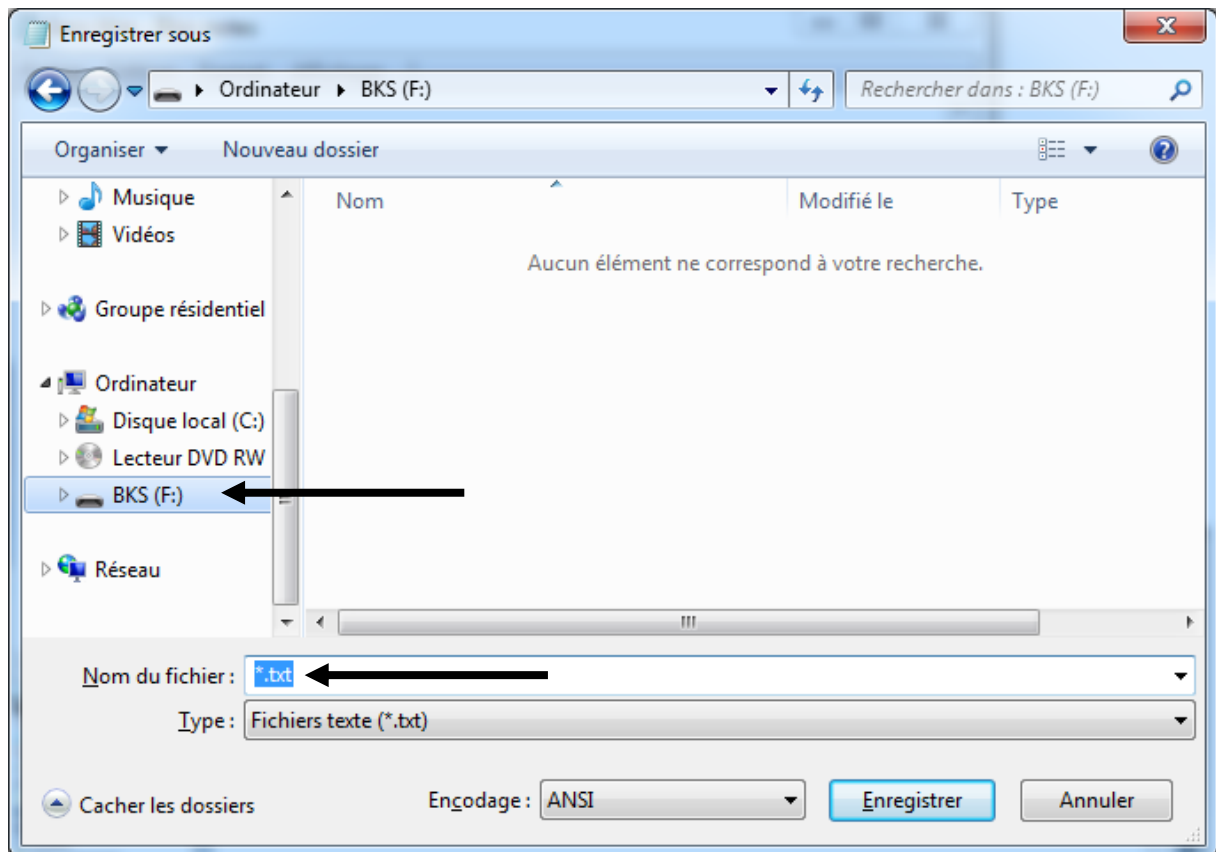 Enregistrer sous
Ordinateur BKS (F:)
Rechercher dans : BKS (F:)
Organiser
Nouveau dossier
Musique
Vidéos
Groupe résidentiel
Ordinateur
Disque local (C:)
Lecteur DVD RW
BKS (F:)
Réseau
Nom Modifié le Type
Aucun élément ne correspond à votre recherche.
Nom du fichier : *.txt
Type : Fichiers texte (*.txt)
Cacher les dossiers
Encodage : ANSI
Enregistrer
Annuler